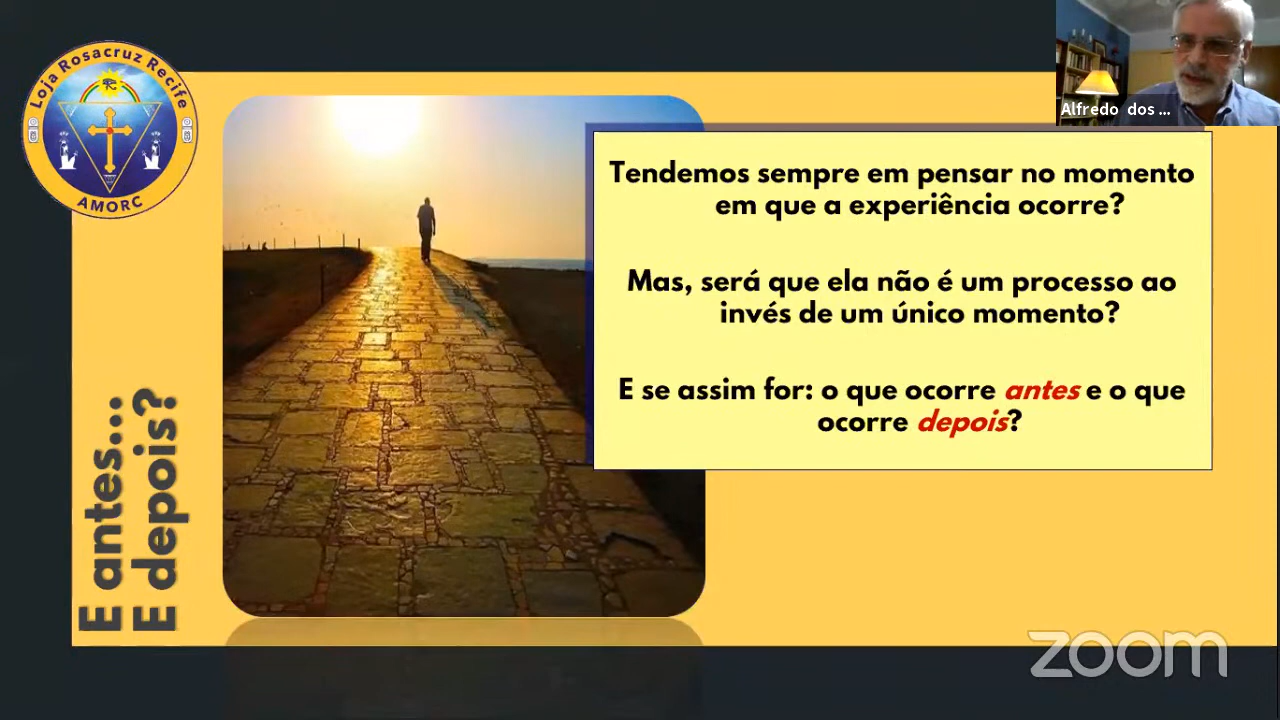 Loja Rosacruz Recife
AMORC
Alfredo dos ...
Tendemos sempre em pensar no momento
em que a experiência ocorre?
Mas, será que ela não é um processo ao
invés de um único momento?
E se assim for: o que ocorre antes e o que
ocorre depois?
E antes...
E depois?
zoom